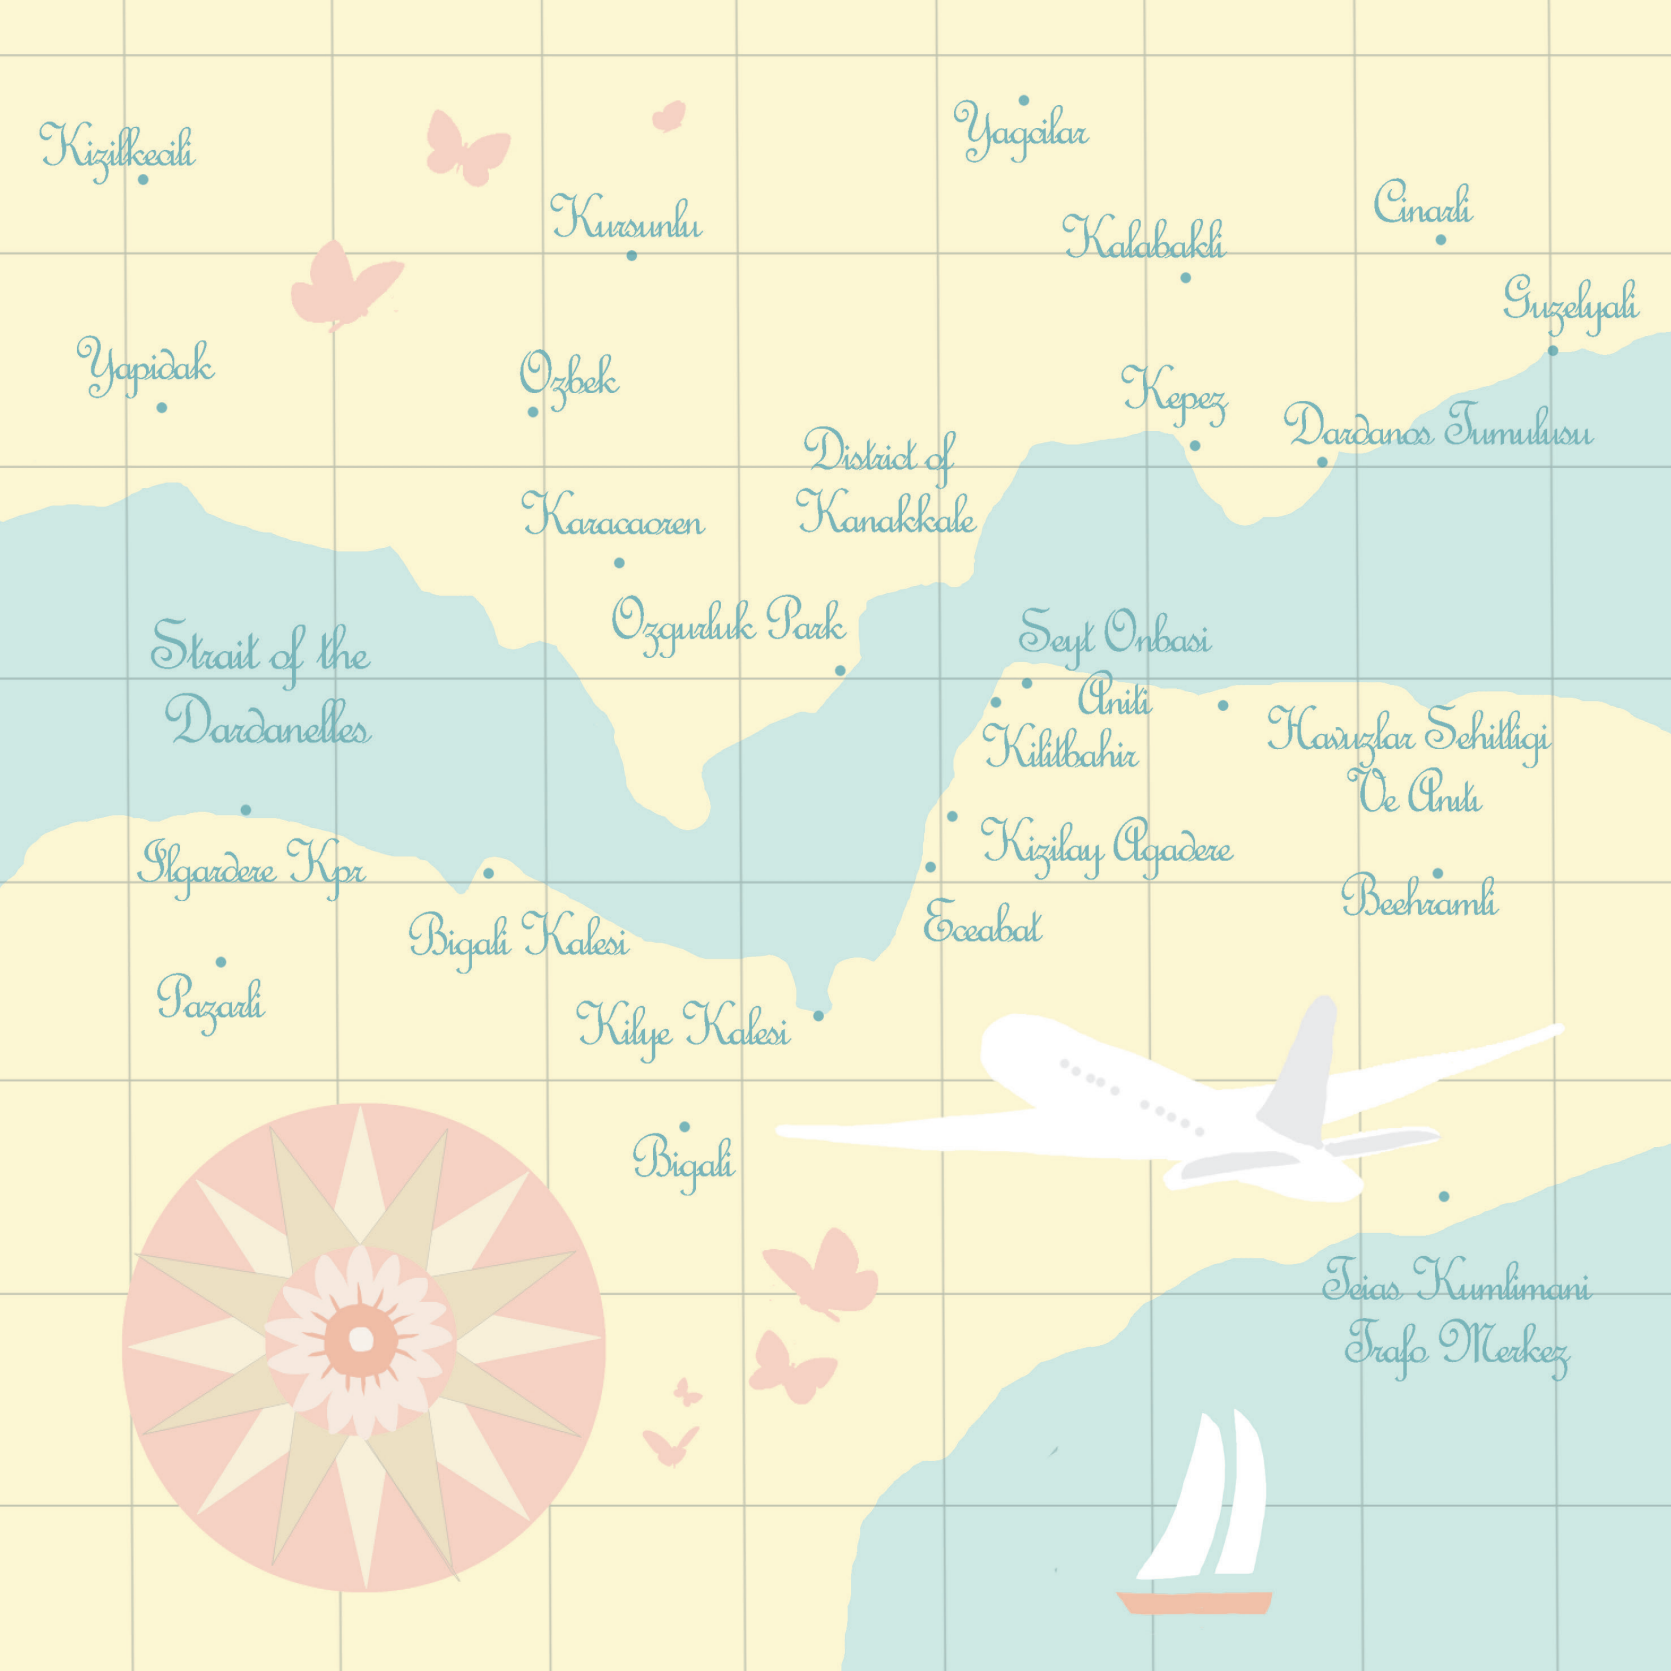 Yagcilar
Kizilkecili
Cinarli
Kursunlu
Kalabakli
Guzelyali
Yapidak
Ozbek
Kepez
Dardanos Tumulusu
District of
Kanakkale
Karacaoren
Ozgurluk Park
Strait of the
Dardanelles
Seyt Onbasi
Aniti
Kilitbahir
Havuzlar Sehitligi
Ve Anıtı
Kizilay Agadere
Ilgardere Kpr
Beehramli
Eceabat
Bigali Kalesi
Pazarli
Kilye Kalesi
Bigali
Teias Kumlimani
Trafo Merkez